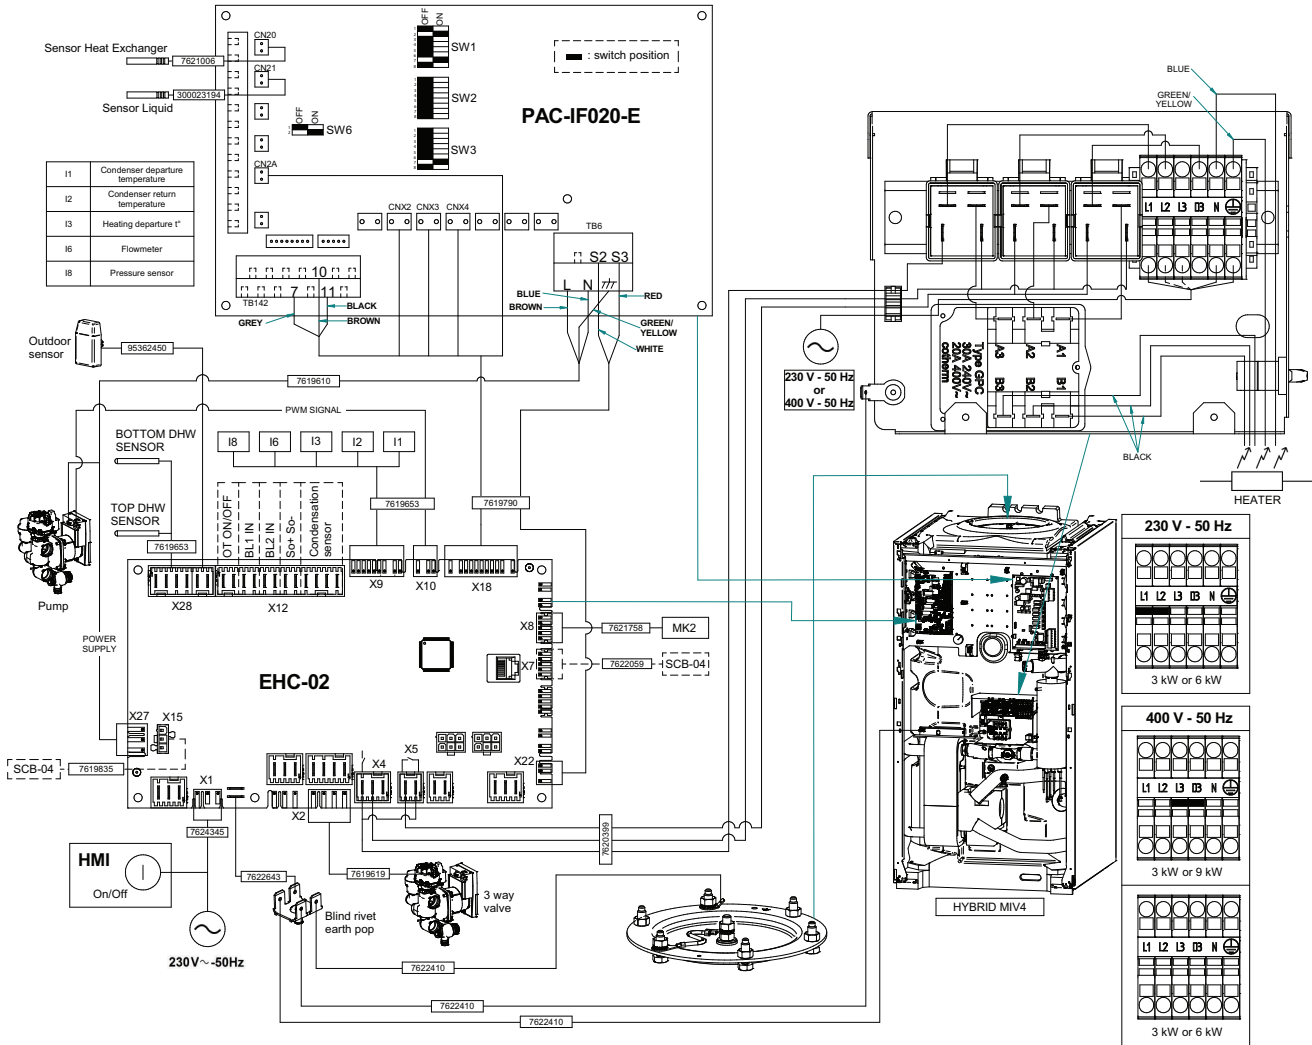 Sensor Heat Exchanger
7621006
Sensor Liquid
300023194
CN20
CN21
CN2A
OFF
ON
SW6
OFF
ON
SW1
SW2
SW3
: switch position
PAC-IF020-E
I1 Condenser departure temperature
I2 Condenser return temperature
I3 Heating departure t°
I6 Flowmeter
I8 Pressure sensor
CNX2
CNX3
CNX4
TB6
S2 S3
L N
10
7 11
TB142
BLACK
GREY
BROWN
BLUE
BROWN
RED
GREEN/
YELLOW
WHITE
Outdoor
sensor
95362450
7619610
PWM SIGNAL
BOTTOM DHW
SENSOR
TOP DHW
SENSOR
7619653
I8
I6
I3
I2
I1
7619653
7619790
OT ON/OFF
BL1 IN
BL2 IN
So+ So-
Condensation
sensor
Pump
POWER
SUPPLY
X28
X12
X9
X10
X18
X8
7621758
MK2
X7
7622059
SCB-04
EHC-02
X27
X15
SCB-04
7619835
X1
X2
X4
X5
X22
7624345
HMI
On/Off
230V~-50Hz
7622643
Blind rivet
earth pop
7619619
3 way
valve
7620399
7622410
7622410
7622410
BLUE
GREEN/
YELLOW
L1 L2 L3 N
230 V - 50 Hz
or
400 V - 50 Hz
Type GPC
30A 240V~
20A 400V~
cotherm
A3 A2 A1
B3 B2 B1
BLACK
HEATER
HYBRID MIV4
230 V - 50 Hz
L1 L2 L3 N
3 kW or 6 kW
400 V - 50 Hz
L1 L2 L3 N
3 kW or 9 kW
L1 L2 L3 N
3 kW or 6 kW